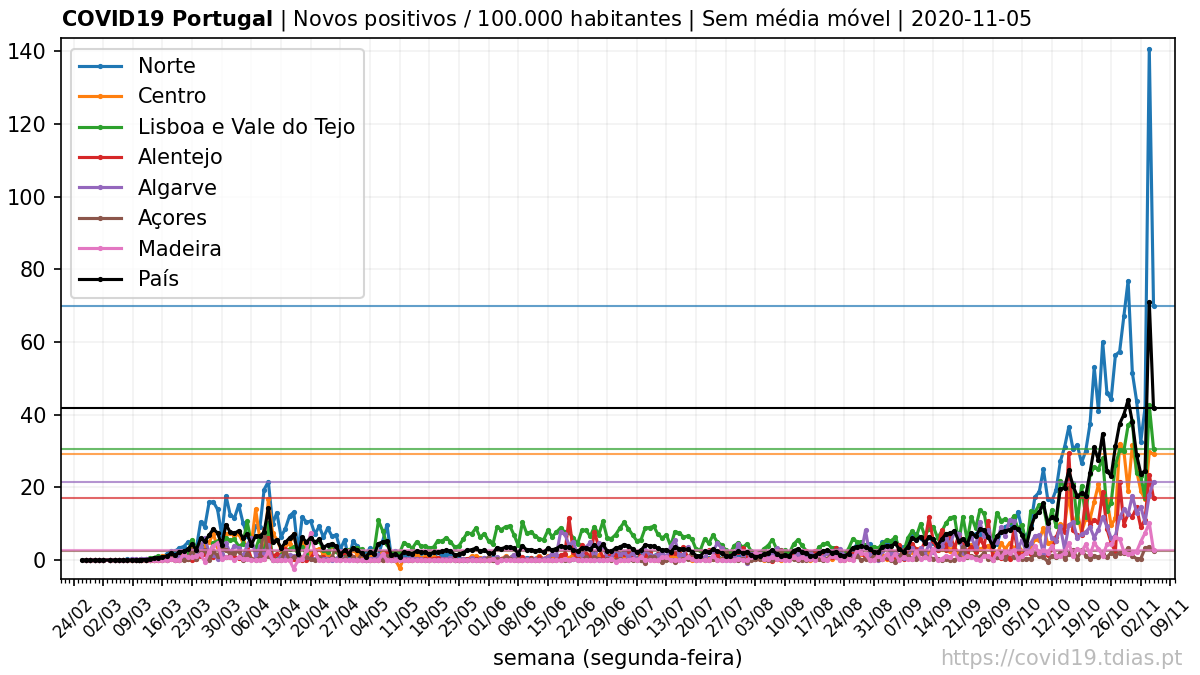 COVID19 Portugal | Novos positivos / 100.000 habitantes | Sem média móvel | 2020-11-05
140
120
100
80
60
40
20
0
Norte
Centro
Lisboa e Vale do Tejo
Alentejo
Algarve
Açores
Madeira
País
24/02 02/03 09/03 16/03 23/03 30/03 06/04 13/04 20/04 27/04 04/05 11/05 18/05 25/05 01/06 08/06 15/06 22/06 29/06 06/07 13/07 20/07 27/07 03/08 10/08 17/08 24/08 31/08 07/09 14/09 21/09 28/09 05/10 12/10 19/10 26/10 02/11 09/11
semana (segunda-feira)
https://covid19.tdias.pt